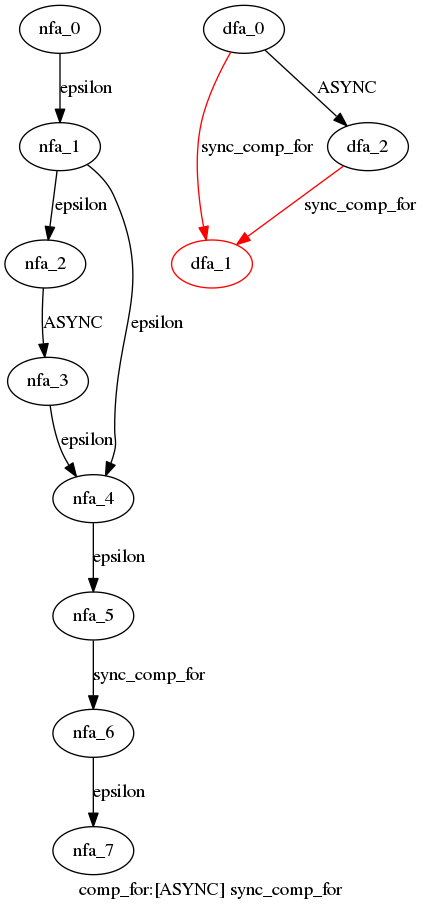 nfa_0
epsilon
nfa_1
epsilon
nfa_2
ASYNC
nfa_3
epsilon
epsilon
nfa_4
epsilon
nfa_5
sync_comp_for
nfa_6
epsilon
nfa_7
dfa_0
ASYNC
sync_comp_for
dfa_2
sync_comp_for
dfa_1
comp_for:[ASYNC] sync_comp_for